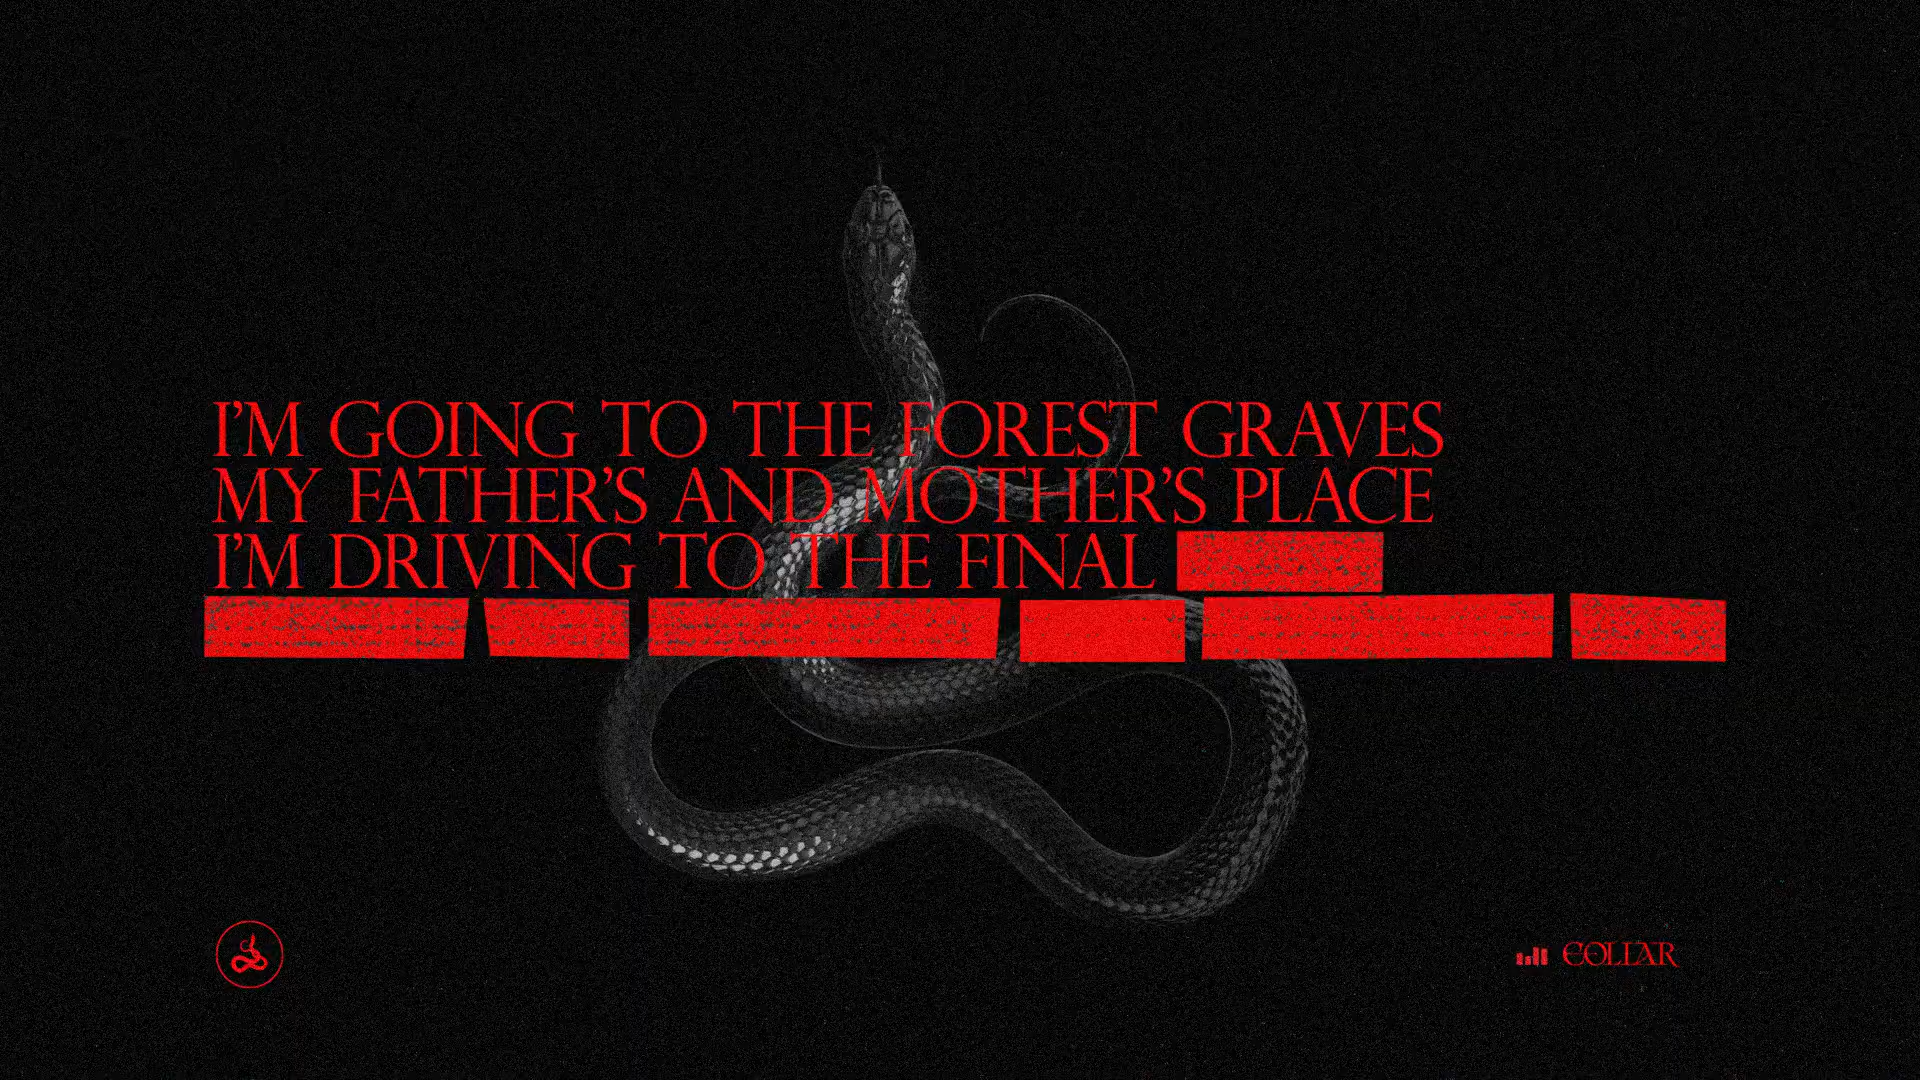 I'M GOING TO THE FOREST GRAVES
MY FATHER'S AND MOTHER'S PLACE
I'M DRIVING TO THE FINAL
COLLAR